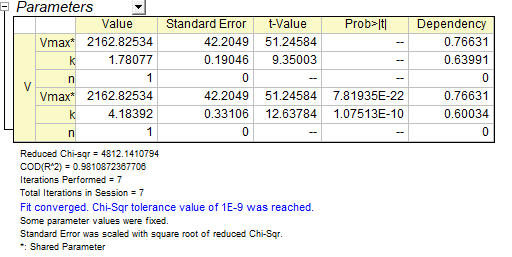 Parameters
Value Standard Error t-Value Prob>|t| Dependency
V Vmax* 2162.82534 42.2049 51.24584 -- 0.76631
k 1.78077 0.19046 9.35003 -- 0.63991
n 1 0 -- -- 0
Vmax* 2162.82534 42.2049 51.24584 7.81935E-22 0.76631
k 4.18392 0.33106 12.63784 1.07513E-10 0.60034
n 1 0 -- -- 0
Reduced Chi-sqr = 4812.1410794
COD(R^2) = 0.9810872367706
Iterations Performed = 7
Total Iterations in Session = 7
Fit converged. Chi-Sqr tolerance value of 1E-9 was reached.
Some parameter values were fixed.
Standard Error was scaled with square root of reduced Chi-Sqr.
*: Shared Parameter